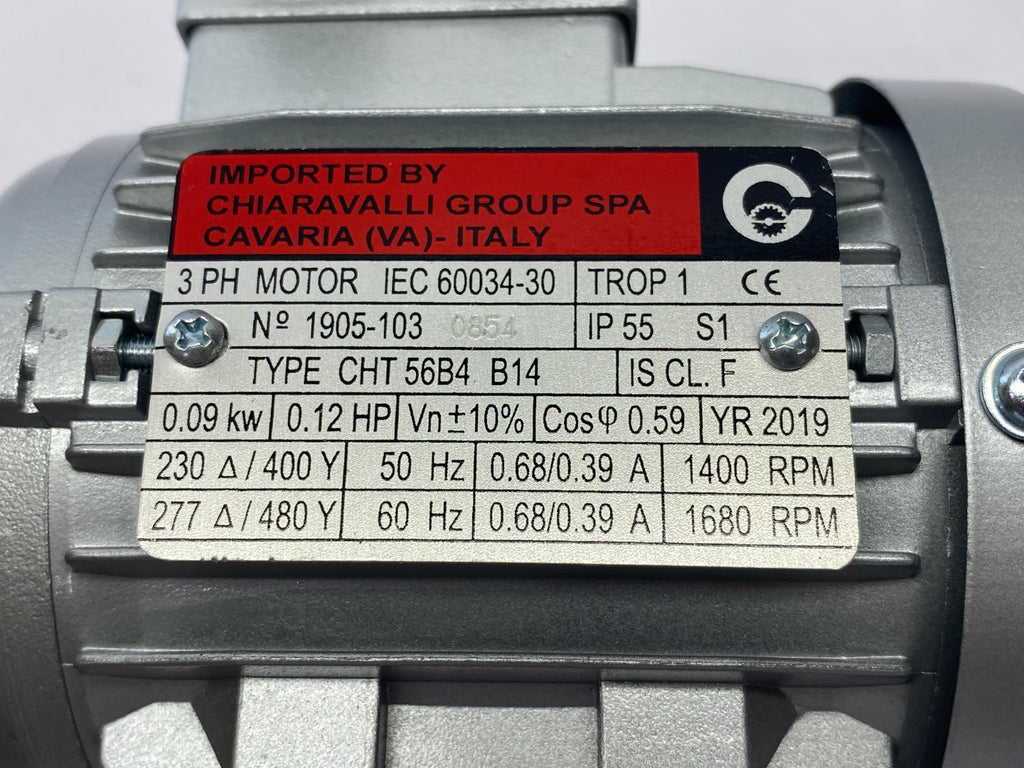 IMPORTED BY
CHIARAVALLI GROUP SPA
CAVARIA (VA)- ITALY
3 PH MOTOR IEC 60034-30 TROP 1 CE
Nº 1905-103 0854 IP 55 S1
TYPE CHT 56B4 B14 IS CL. F
0.09 kw 0.12 HP Vn ±10% Cosφ 0.59 YR 2019
230 Δ / 400 Y 50 Hz 0.68/0.39 A 1400 RPM
277 Δ / 480 Y 60 Hz 0.68/0.39 A 1680 RPM